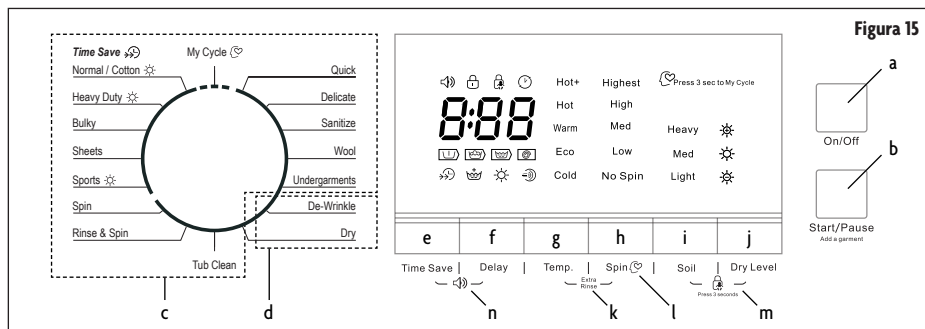 Figura 15
Time Save
My Cycle
Normal / Cotton
Quick
Heavy Duty
Delicate
Bulky
Sanitize
Sheets
Wool
Sports
Undergarments
Spin
De-Wrinkle
Rinse & Spin
Dry
Tub Clean
c
d
Hot+
Highest
Press 3 sec to My Cycle
8:88
Hot
High
Warm
Med
Heavy
Eco
Low
Med
Cold
No Spin
Light
e
f
g
h
i
j
Time Save
Delay
Temp.
Spin
Soil
Dry Level
Extra
Rinse
Press 3 seconds
n
k
l
m
a
On/Off
b
Start/Pause
Add a garment